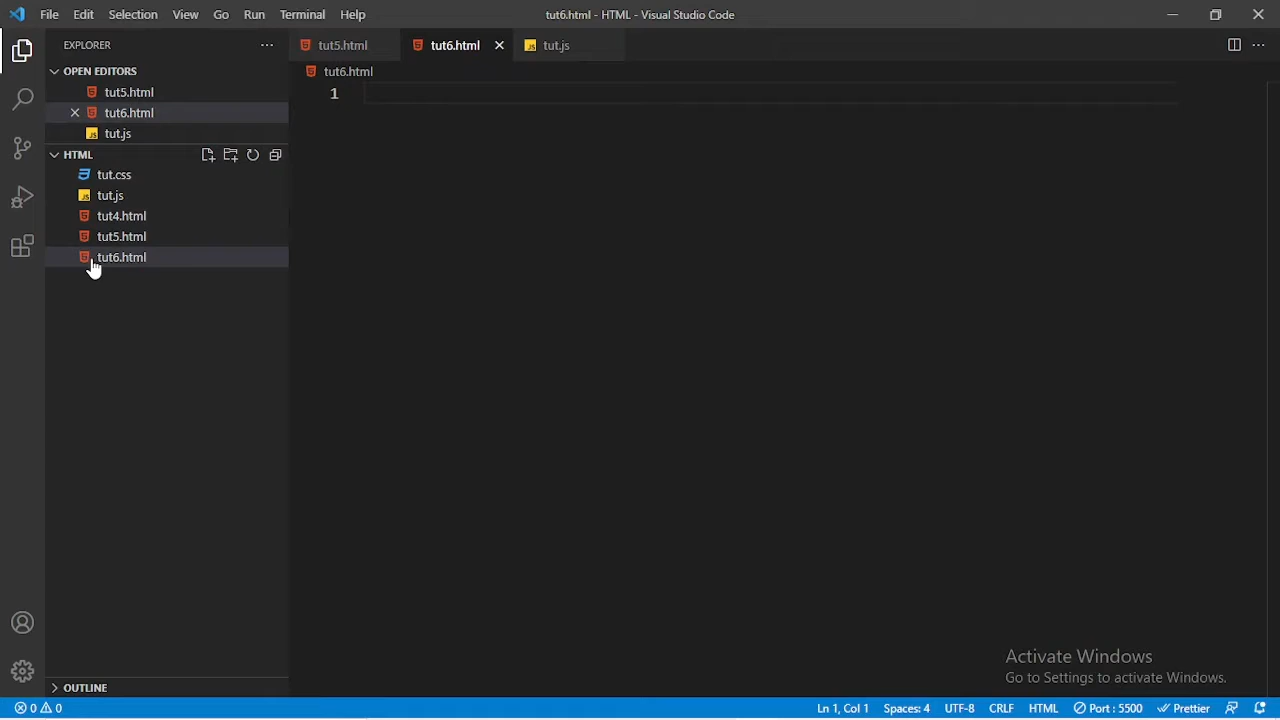 File Edit Selection View Go Run Terminal Help tut6.html - HTML - Visual Studio Code
EXPLORER
OPEN EDITORS
tut5.html
tut6.html
tut.js
HTML
tut.css
tut.js
tut4.html
tut5.html
tut6.html
OUTLINE
tut5.html tut6.html tut.js
tut6.html
1
Activate Windows
Go to Settings to activate Windows.
0 0 Ln 1, Col 1 Spaces: 4 UTF-8 CRLF HTML Port : 5500 Prettier